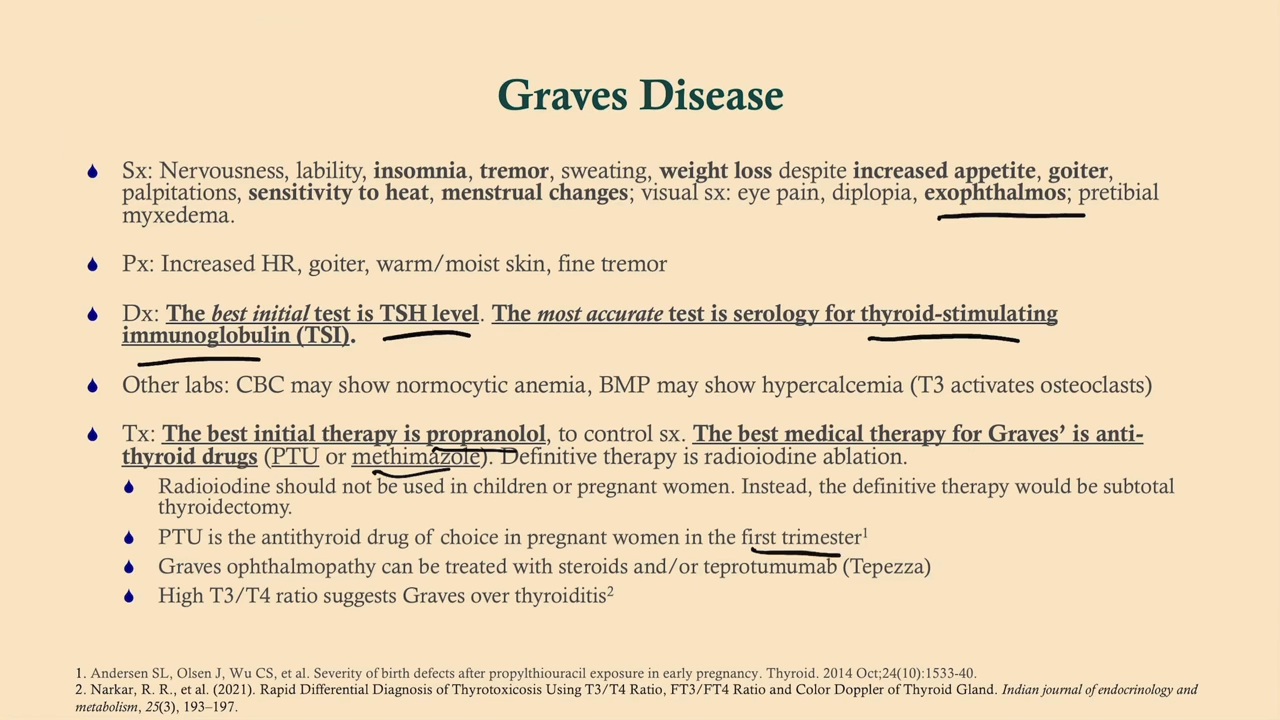 Graves Disease
Sx: Nervousness, lability, insomnia, tremor, sweating, weight loss despite increased appetite, goiter,
palpitations, sensitivity to heat, menstrual changes; visual sx: eye pain, diplopia, exophthalmos; pretibial
myxedema.
Px: Increased HR, goiter, warm/moist skin, fine tremor
Dx: The best initial test is TSH level. The most accurate test is serology for thyroid-stimulating
immunoglobulin (TSI).
Other labs: CBC may show normocytic anemia, BMP may show hypercalcemia (T3 activates osteoclasts)
Tx: The best initial therapy is propranolol, to control sx. The best medical therapy for Graves’ is anti-
thyroid drugs (PTU or methimazole). Definitive therapy is radioiodine ablation.
Radioiodine should not be used in children or pregnant women. Instead, the definitive therapy would be subtotal
thyroidectomy.
PTU is the antithyroid drug of choice in pregnant women in the first trimester¹
Graves ophthalmopathy can be treated with steroids and/or teprotumumab (Tepezza)
High T3/T4 ratio suggests Graves over thyroiditis²
1. Andersen SL, Olsen J, Wu CS, et al. Severity of birth defects after propylthiouracil exposure in early pregnancy. Thyroid. 2014 Oct;24(10):1533-40.
2. Narkar, R. R., et al. (2021). Rapid Differential Diagnosis of Thyrotoxicosis Using T3/T4 Ratio, FT3/FT4 Ratio and Color Doppler of Thyroid Gland. Indian journal of endocrinology and
metabolism, 25(3), 193–197.